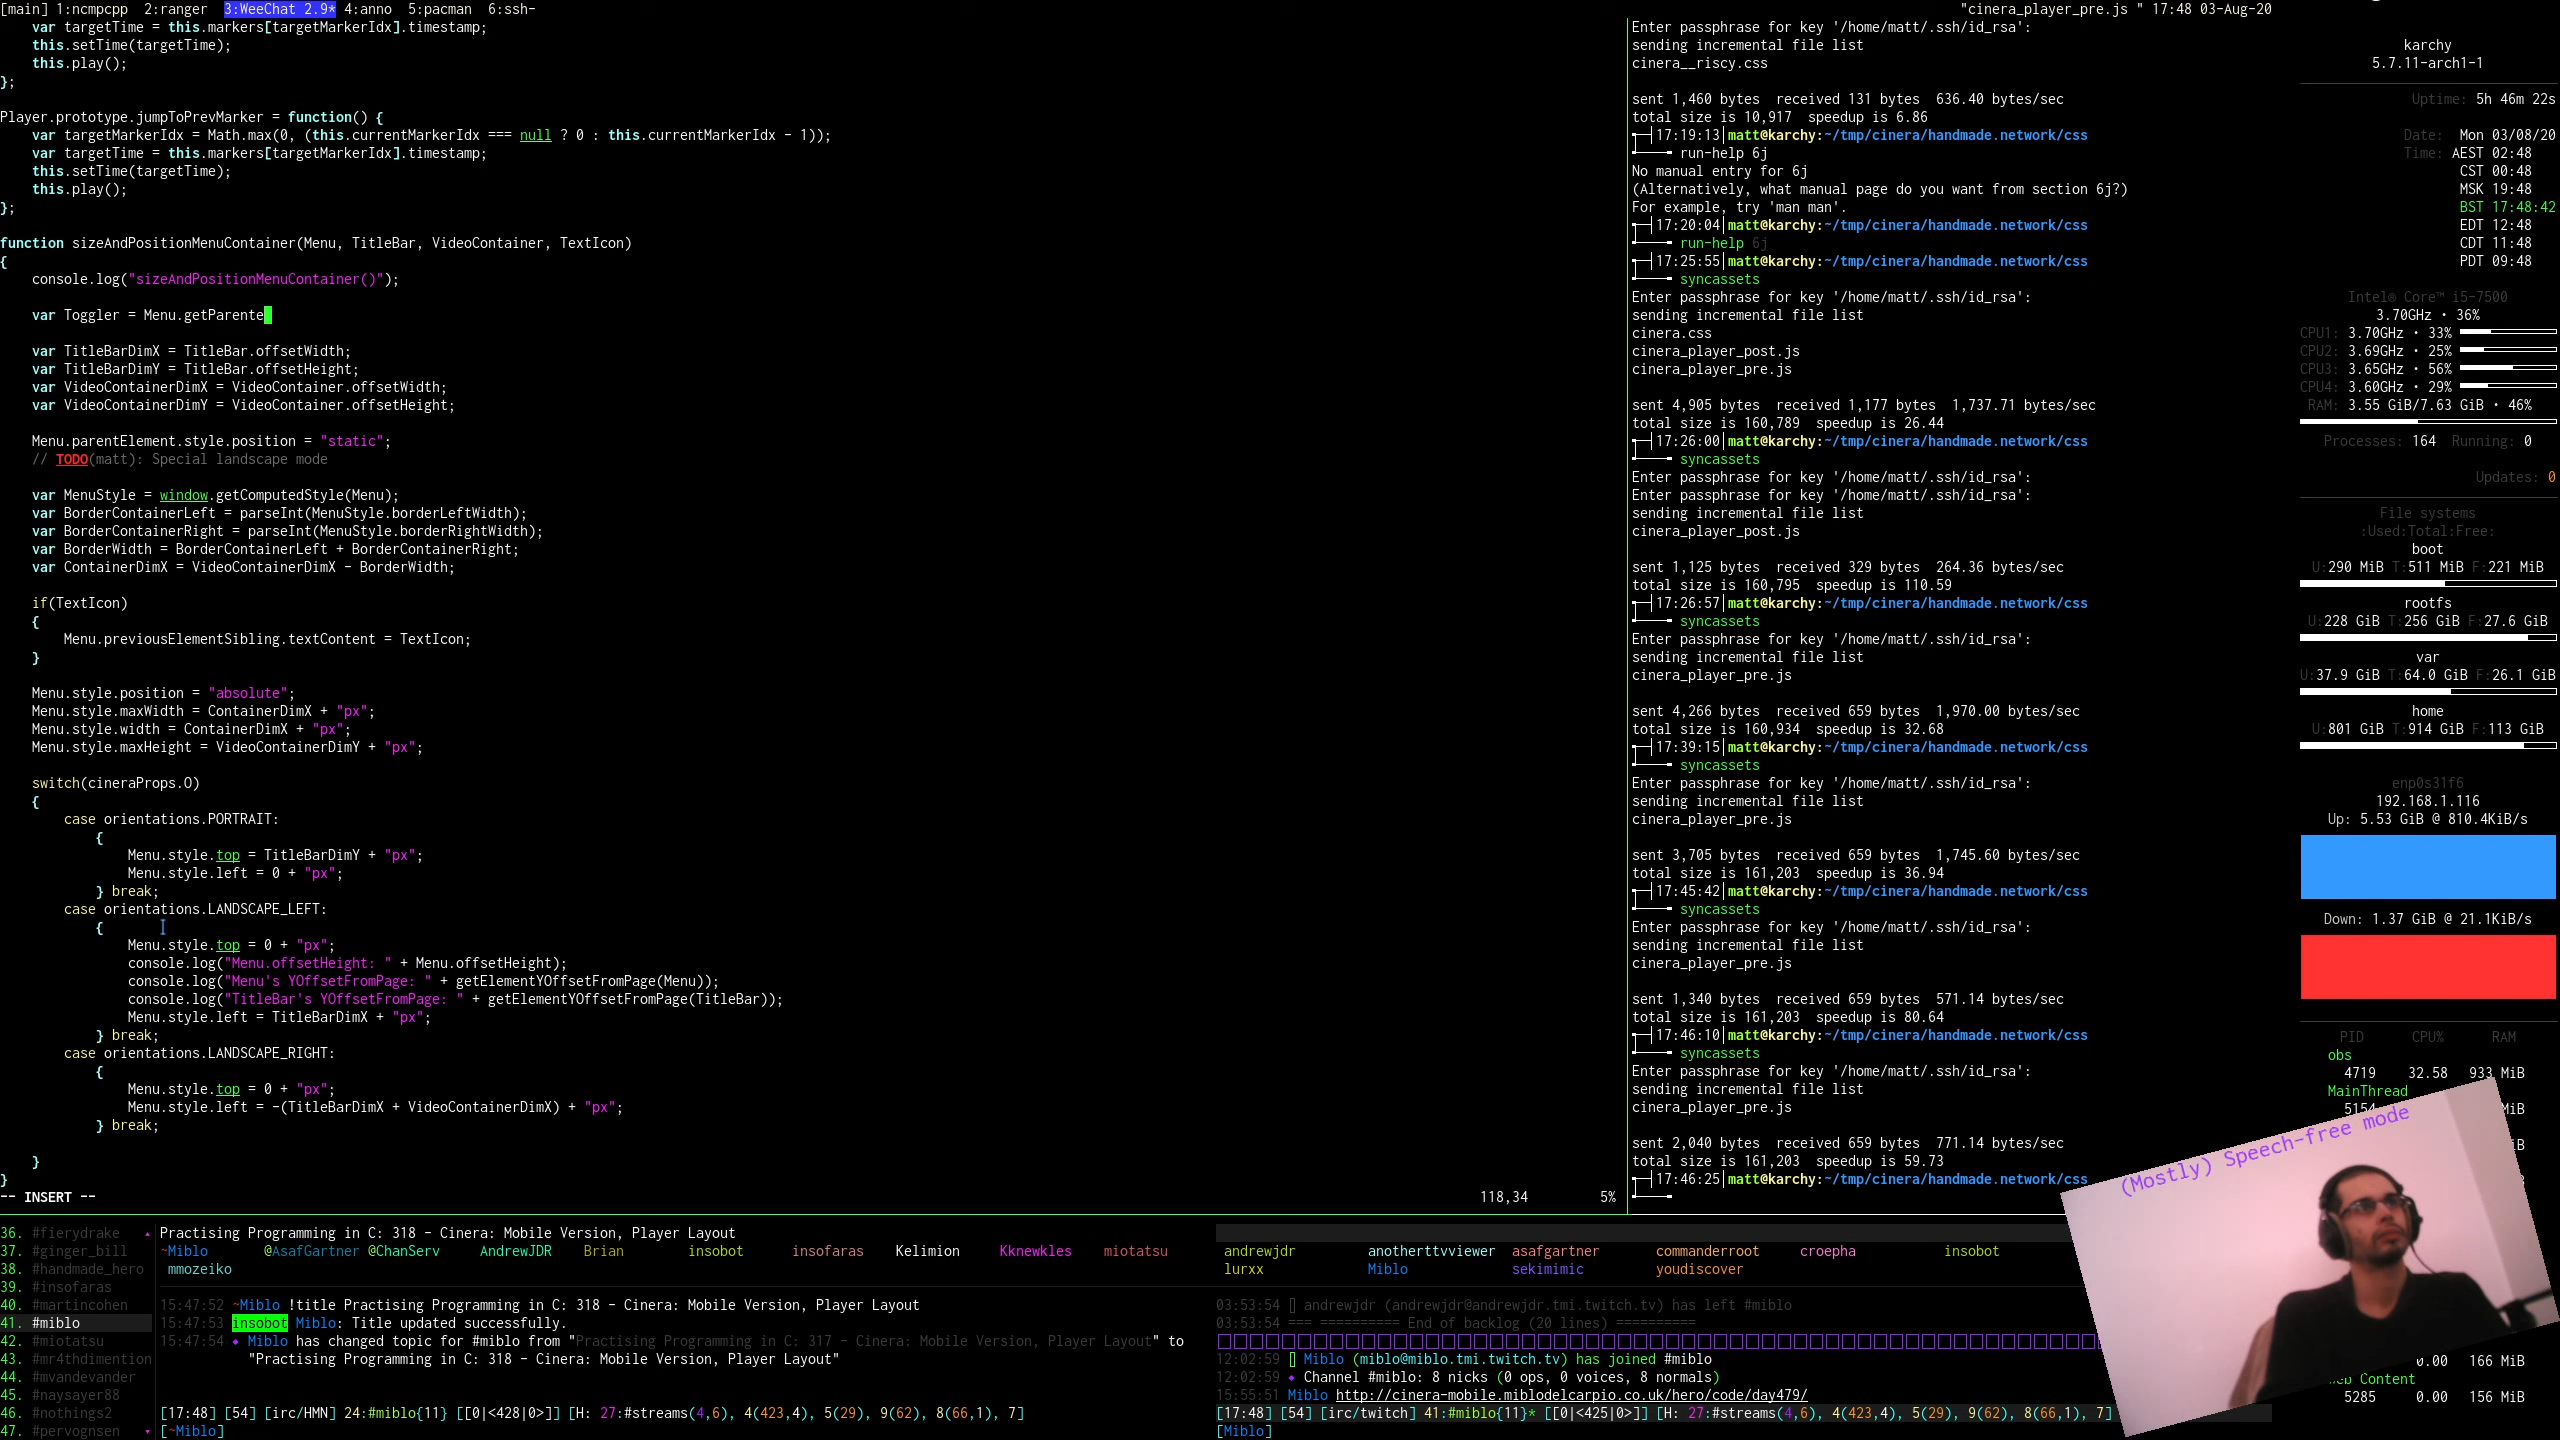 [main] 1:ncmpcpp  2:ranger  3:WeeChat 2.9* 4:anno  5:pacman  6:ssh-
"cinera_player_pre.js " 17:48 03-Aug-20
    var targetTime = this.markers[targetMarkerIdx].timestamp;
    this.setTime(targetTime);
    this.play();
};
Player.prototype.jumpToPrevMarker = function() {
    var targetMarkerIdx = Math.max(0, (this.currentMarkerIdx === null ? 0 : this.currentMarkerIdx - 1));
    var targetTime = this.markers[targetMarkerIdx].timestamp;
    this.setTime(targetTime);
    this.play();
};
function sizeAndPositionMenuContainer(Menu, TitleBar, VideoContainer, TextIcon)
{
    console.log("sizeAndPositionMenuContainer()");
    var Toggler = Menu.getParente
    var TitleBarDimX = TitleBar.offsetWidth;
    var TitleBarDimY = TitleBar.offsetHeight;
    var VideoContainerDimX = VideoContainer.offsetWidth;
    var VideoContainerDimY = VideoContainer.offsetHeight;
    Menu.parentElement.style.position = "static";
    // TODO(matt): Special landscape mode
    var MenuStyle = window.getComputedStyle(Menu);
    var BorderContainerLeft = parseInt(MenuStyle.borderLeftWidth);
    var BorderContainerRight = parseInt(MenuStyle.borderRightWidth);
    var BorderWidth = BorderContainerLeft + BorderContainerRight;
    var ContainerDimX = VideoContainerDimX - BorderWidth;
    if(TextIcon)
    {
        Menu.previousElementSibling.textContent = TextIcon;
    }
    Menu.style.position = "absolute";
    Menu.style.maxWidth = ContainerDimX + "px";
    Menu.style.width = ContainerDimX + "px";
    Menu.style.maxHeight = VideoContainerDimY + "px";
    switch(cineraProps.O)
    {
        case orientations.PORTRAIT:
            {
                Menu.style.top = TitleBarDimY + "px";
                Menu.style.left = 0 + "px";
            } break;
        case orientations.LANDSCAPE_LEFT:
            {
                Menu.style.top = 0 + "px";
                console.log("Menu.offsetHeight: " + Menu.offsetHeight);
                console.log("Menu's YOffsetFromPage: " + getElementYOffsetFromPage(Menu));
                console.log("TitleBar's YOffsetFromPage: " + getElementYOffsetFromPage(TitleBar));
                Menu.style.left = TitleBarDimX + "px";
            } break;
        case orientations.LANDSCAPE_RIGHT:
            {
                Menu.style.top = 0 + "px";
                Menu.style.left = -(TitleBarDimX + VideoContainerDimX) + "px";
            } break;
    }
}
-- INSERT --
118,34    5%
Enter passphrase for key '/home/matt/.ssh/id_rsa':
sending incremental file list
cinera__riscy.css
sent 1,460 bytes  received 131 bytes  636.40 bytes/sec
total size is 10,917  speedup is 6.86
17:19:13|matt@karchy:~/tmp/cinera/handmade.network/css
run-help 6j
No manual entry for 6j
(Alternatively, what manual page do you want from section 6j?)
For example, try 'man man'.
17:20:04|matt@karchy:~/tmp/cinera/handmade.network/css
run-help 6j
17:25:55|matt@karchy:~/tmp/cinera/handmade.network/css
syncassets
Enter passphrase for key '/home/matt/.ssh/id_rsa':
sending incremental file list
cinera.css
cinera_player_post.js
cinera_player_pre.js
sent 4,905 bytes  received 1,177 bytes  1,737.71 bytes/sec
total size is 160,789  speedup is 26.44
17:26:00|matt@karchy:~/tmp/cinera/handmade.network/css
syncassets
Enter passphrase for key '/home/matt/.ssh/id_rsa':
Enter passphrase for key '/home/matt/.ssh/id_rsa':
sending incremental file list
cinera_player_post.js
sent 1,125 bytes  received 329 bytes  264.36 bytes/sec
total size is 160,795  speedup is 110.59
17:26:57|matt@karchy:~/tmp/cinera/handmade.network/css
syncassets
Enter passphrase for key '/home/matt/.ssh/id_rsa':
sending incremental file list
cinera_player_pre.js
sent 4,266 bytes  received 659 bytes  1,970.00 bytes/sec
total size is 160,934  speedup is 32.68
17:39:15|matt@karchy:~/tmp/cinera/handmade.network/css
syncassets
Enter passphrase for key '/home/matt/.ssh/id_rsa':
sending incremental file list
cinera_player_pre.js
sent 3,705 bytes  received 659 bytes  1,745.60 bytes/sec
total size is 161,203  speedup is 36.94
17:45:42|matt@karchy:~/tmp/cinera/handmade.network/css
syncassets
Enter passphrase for key '/home/matt/.ssh/id_rsa':
sending incremental file list
cinera_player_pre.js
sent 1,340 bytes  received 659 bytes  571.14 bytes/sec
total size is 161,203  speedup is 80.64
17:46:10|matt@karchy:~/tmp/cinera/handmade.network/css
syncassets
Enter passphrase for key '/home/matt/.ssh/id_rsa':
sending incremental file list
cinera_player_pre.js
sent 2,040 bytes  received 659 bytes  771.14 bytes/sec
total size is 161,203  speedup is 59.73
17:46:25|matt@karchy:~/tmp/cinera/handmade.network/css
karchy
5.7.11-arch1-1
Uptime: 5h 46m 22s
Date: Mon 03/08/20
Time: AEST 02:48
CST 00:48
MSK 19:48
BST 17:48:42
EDT 12:48
CDT 11:48
PDT 09:48
Intel® Core™ i5-7500
3.70GHz · 36%
CPU1: 3.70GHz · 33%
CPU2: 3.69GHz · 25%
CPU3: 3.65GHz · 56%
CPU4: 3.60GHz · 29%
RAM: 3.55 GiB/7.63 GiB · 46%
Processes: 164  Running: 0
Updates: 0
File systems
:Used:Total:Free:
boot
U:290 MiB T:511 MiB F:221 MiB
rootfs
U:228 GiB T:256 GiB F:27.6 GiB
var
U:37.9 GiB T:64.0 GiB F:26.1 GiB
home
U:801 GiB T:914 GiB F:113 GiB
enp0s31f6
192.168.1.116
Up: 5.53 GiB @ 810.4KiB/s
Down: 1.37 GiB @ 21.1KiB/s
PID  CPU%  RAM
obs
4719  32.58  933 MiB
MainThread
5154  MiB
(Mostly) Speech-free mode
0.00  166 MiB
Web Content
5285  0.00  156 MiB
36. #fierydrake
37. #ginger_bill
38. #handmade_hero
39. #insofaras
40. #martincohen
41. #miblo
42. #miotatsu
43. #mr4thdimention
44. #mvandevander
45. #naysayer88
46. #nothings2
47. #pervognsen
Practising Programming in C: 318 - Cinera: Mobile Version, Player Layout
~Miblo  @AsafGartner @ChanServ  AndrewJDR  Brian  insobot  insofaras  Kelimion  Kknewkles  miotatsu
mmozeiko
15:47:52 ~Miblo !title Practising Programming in C: 318 - Cinera: Mobile Version, Player Layout
15:47:53 insobot Miblo: Title updated successfully.
15:47:54 ◆ Miblo has changed topic for #miblo from "Practising Programming in C: 317 - Cinera: Mobile Version, Player Layout" to
"Practising Programming in C: 318 - Cinera: Mobile Version, Player Layout"
[17:48] [54] [irc/HMN] 24:#miblo{11} [[0|<428|0>]] [H: 27:#streams(4,6), 4(423,4), 5(29), 9(62), 8(66,1), 7]
[~Miblo]
andrewjdr  anotherttvviewer  asafgartner  commanderroot  croepha  insobot
lurxx  Miblo  sekimimic  youdiscover
03:53:54 andrewjdr (andrewjdr@andrewjdr.tmi.twitch.tv) has left #miblo
03:53:54 === ========== End of backlog (20 lines) ==========
12:02:59 Miblo (miblo@miblo.tmi.twitch.tv) has joined #miblo
12:02:59 ◆ Channel #miblo: 8 nicks (0 ops, 0 voices, 8 normals)
15:55:51 Miblo http://cinera-mobile.miblodelcarpio.co.uk/hero/code/day479/
[17:48] [54] [irc/twitch] 41:#miblo{11}* [[0|<425|0>]] [H: 27:#streams(4,6), 4(423,4), 5(29), 9(62), 8(66,1), 7]
[Miblo]